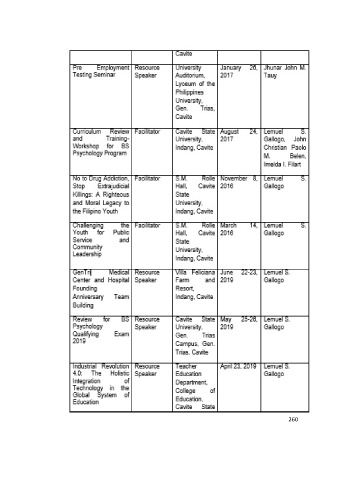 Cavite
Pre Employment Testing Seminar
Resource Speaker
University Auditorium, Lyceum of the Philippines University, Gen. Trias, Cavite
January 26, 2017
Jhunar John M. Tauy
Curriculum Review and Training-Workshop for BS Psychology Program
Facilitator
Cavite State University, Indang, Cavite
August 24, 2017
Lemuel S. Gallogo, John Christian Paolo M. Belen, Imelda I. Filart
No to Drug Addiction, Stop Extrajudicial Killings: A Righteous and Moral Legacy to the Filipino Youth
Facilitator
S.M. Rolle Hall, Cavite State University, Indang, Cavite
November 8, 2016
Lemuel S. Gallogo
Challenging the Youth for Public Service and Community Leadership
Facilitator
S.M. Rolle Hall, Cavite State University, Indang, Cavite
March 14, 2016
Lemuel S. Gallogo
GenTri Medical Center and Hospital Founding Anniversary Team Building
Resource Speaker
Villa Feliciana Farm and Resort, Indang, Cavite
June 22-23, 2019
Lemuel S. Gallogo
Review for BS Psychology Qualifying Exam 2019
Resource Speaker
Cavite State University, Gen. Trias Campus, Gen. Trias, Cavite
May 25-26, 2019
Lemuel S. Gallogo
Industrial Revolution 4.0: The Holistic Integration of Technology in the Global System of Education
Resource Speaker
Teacher Education Department, College of Education, Cavite State
April 23, 2019
Lemuel S. Gallogo
260